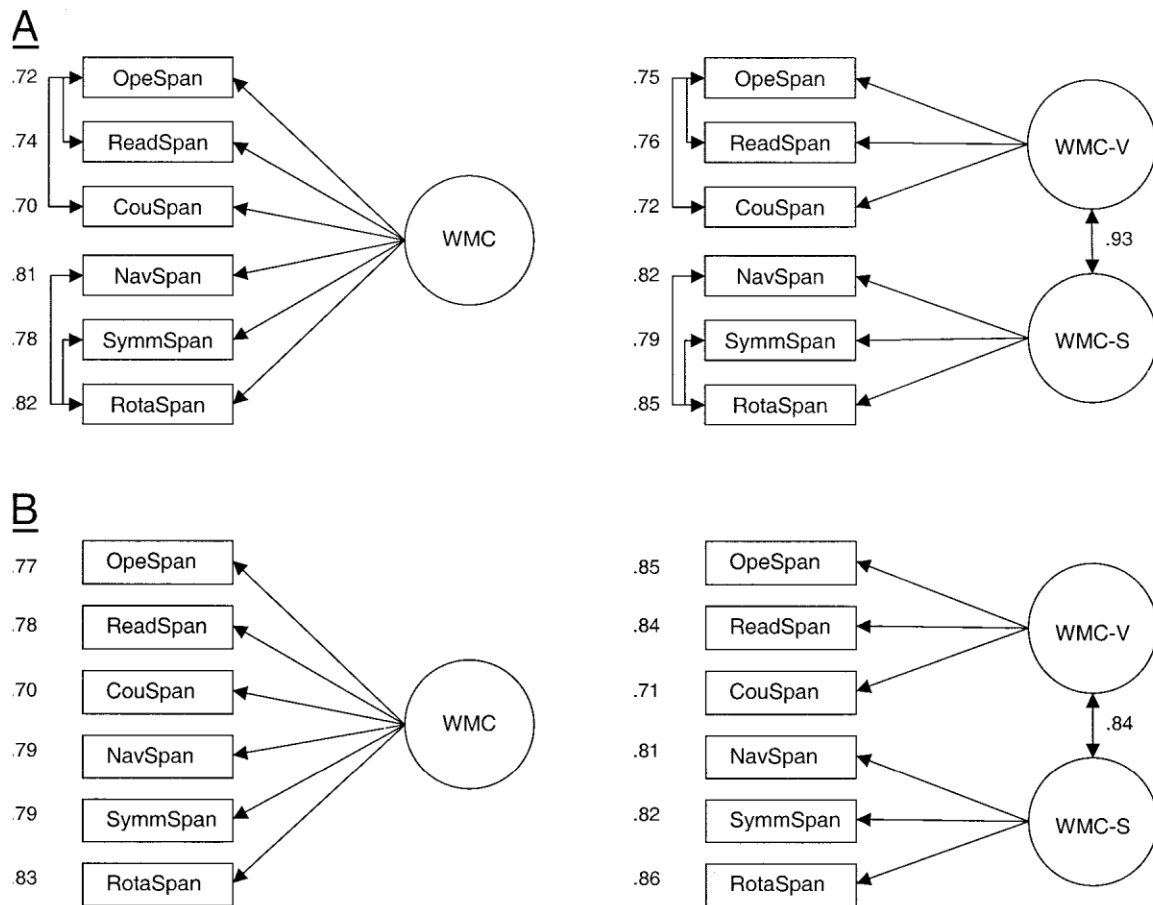 A
.72 OpeSpan
.74 ReadSpan
.70 CouSpan
.81 NavSpan
.78 SymmSpan
.82 RotaSpan
WMC
.75 OpeSpan
.76 ReadSpan
.72 CouSpan
.82 NavSpan
.79 SymmSpan
.85 RotaSpan
WMC-V
.93
WMC-S
B
.77 OpeSpan
.78 ReadSpan
.70 CouSpan
.79 NavSpan
.79 SymmSpan
.83 RotaSpan
WMC
.85 OpeSpan
.84 ReadSpan
.71 CouSpan
.81 NavSpan
.82 SymmSpan
.86 RotaSpan
WMC-V
.84
WMC-S